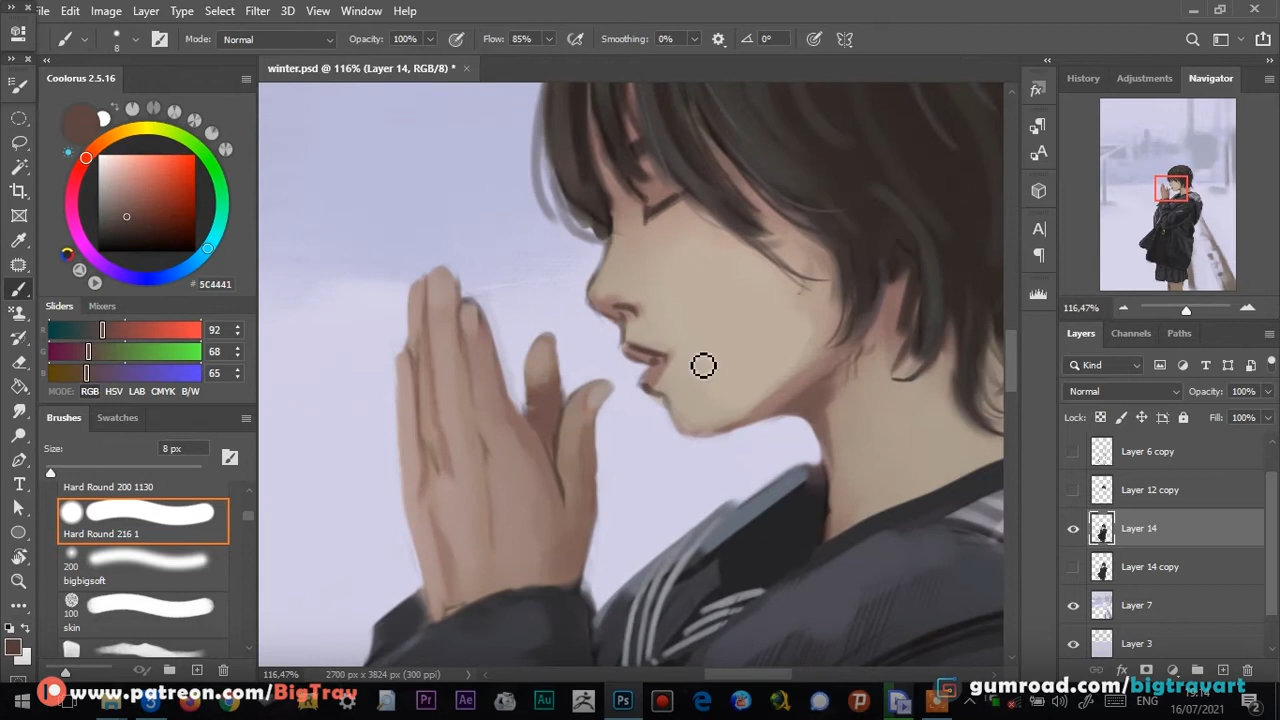 ile Edit Image Layer Type Select Filter 3D View Window Help
8 Mode: Normal Opacity: 100% Flow: 85% Smoothing: 0% 0°
Coolorus 2.5.16
winter.psd @ 116% (Layer 14, RGB/8) *
History Adjustments Navigator
# 5C4441
Sliders Mixers
R 92
G 68
B 65
MODE: RGB HSV LAB CMYK B/W
116,47%
Layers Channels Paths
Kind
Normal Opacity: 100%
Lock: Fill: 100%
Brushes Swatches
Size: 8 px
Hard Round 200 1130
Hard Round 216 1
200
bigbigsoft
100
skin
Layer 6 copy
Layer 12 copy
Layer 14
Layer 14 copy
Layer 7
Layer 3
116,47% 2700 px x 3824 px (300 ppi)
www.patreon.com/BigTrav
gumroad.com/bigtravart
ENG
19:14
16/07/2021
2